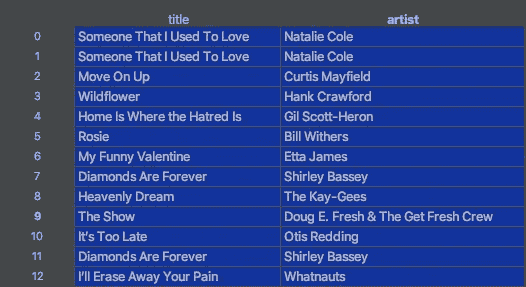 title artist
0 Someone That I Used To Love Natalie Cole
1 Someone That I Used To Love Natalie Cole
2 Move On Up Curtis Mayfield
3 Wildflower Hank Crawford
4 Home Is Where the Hatred Is Gil Scott-Heron
5 Rosie Bill Withers
6 My Funny Valentine Etta James
7 Diamonds Are Forever Shirley Bassey
8 Heavenly Dream The Kay-Gees
9 The Show Doug E. Fresh & The Get Fresh Crew
10 It's Too Late Otis Redding
11 Diamonds Are Forever Shirley Bassey
12 I'll Erase Away Your Pain Whatnauts